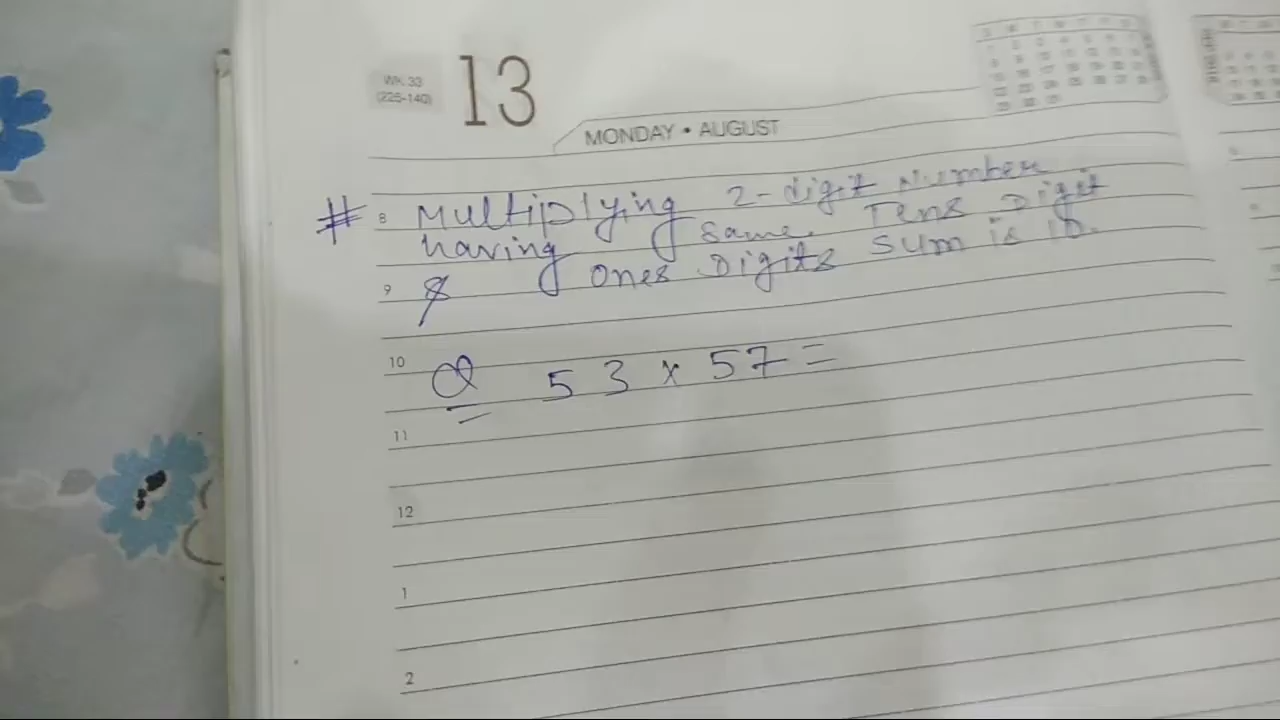 WK 33
(225-140)
13
MONDAY • AUGUST
# 8 Multiplying 2-digit Number
having same Tens Digit
9 & Ones Digits sum is 10.
10 Q 53 x 57 =
11
12
1
2